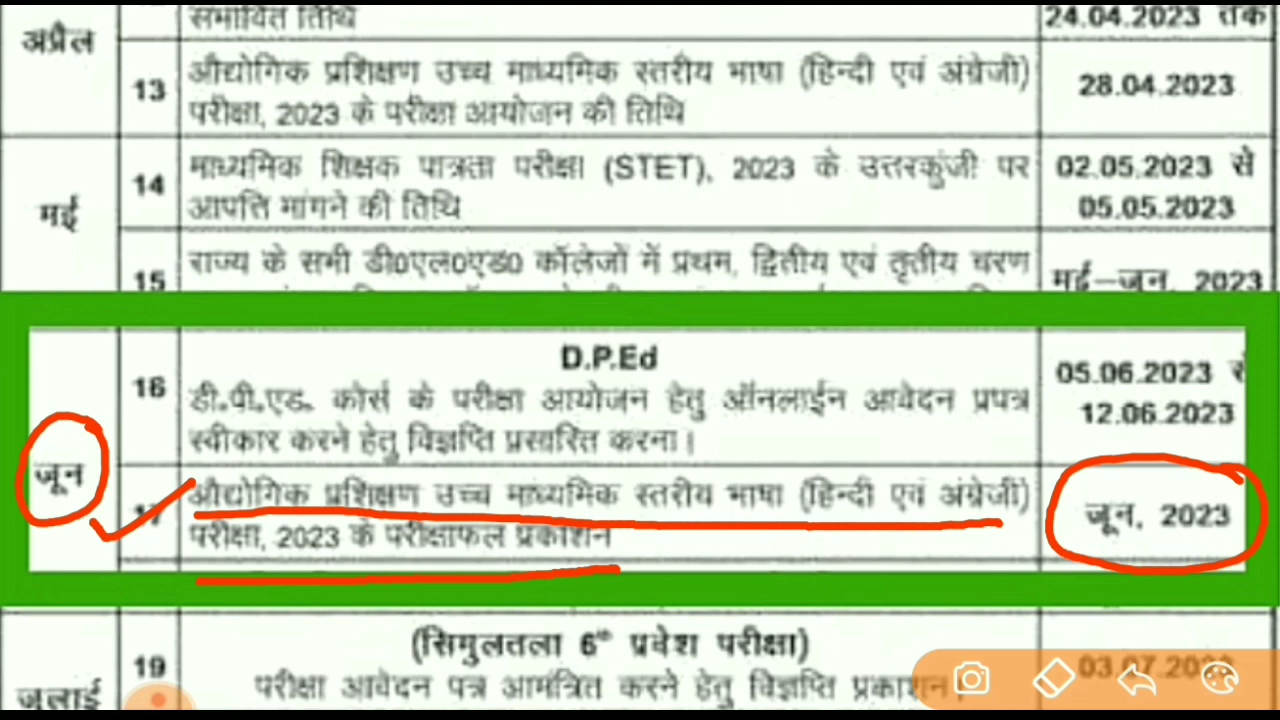 संभावित तिथि
24.04.2023 तक
अप्रैल
13
औद्योगिक प्रशिक्षण उच्च माध्यमिक स्तरीय भाषा (हिन्दी एवं अंग्रेजी)
परीक्षा, 2023 के परीक्षा आयोजन की तिथि
28.04.2023
मई
14
माध्यमिक शिक्षक पात्रता परीक्षा (STET), 2023 के उत्तरकुंजी पर
आपत्ति मांगने की तिथि
02.05.2023 से
05.05.2023
15
राज्य के सभी डी0एल0एड0 कॉलेजों में प्रथम, द्वितीय एवं तृतीय चरण
मई–जून, 2023
जून
16
D.P.Ed
डी.पी.एड. कोर्स के परीक्षा आयोजन हेतु ऑनलाईन आवेदन प्रपत्र
स्वीकार करने हेतु विज्ञप्ति प्रसारित करना।
05.06.2023 से
12.06.2023
17
औद्योगिक प्रशिक्षण उच्च माध्यमिक स्तरीय भाषा (हिन्दी एवं अंग्रेजी)
परीक्षा, 2023 के परीक्षाफल प्रकाशन
जून, 2023
जुलाई
19
(सिमुलतला 6th प्रवेश परीक्षा)
परीक्षा आवेदन पत्र आमंत्रित करने हेतु विज्ञप्ति प्रकाशन।
03.07.2023